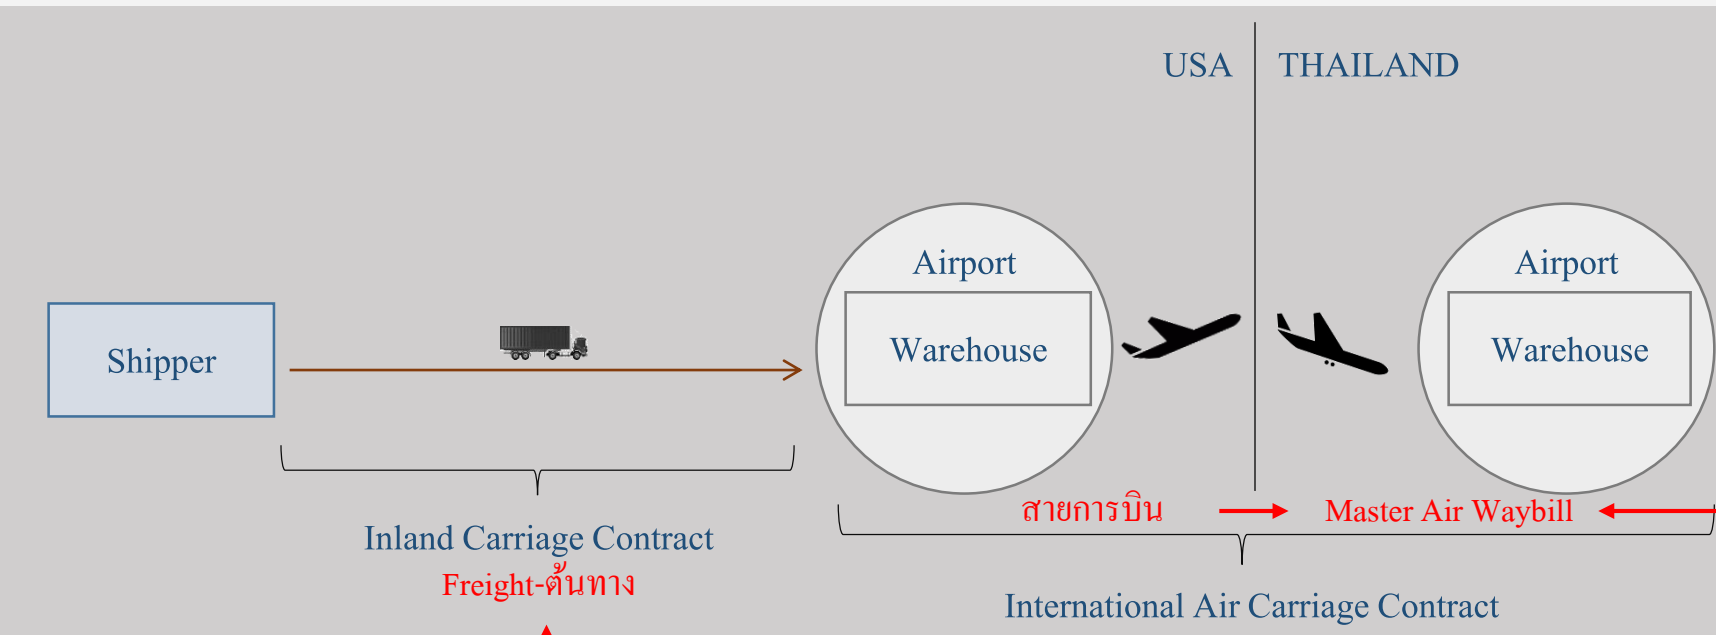 USA
THAILAND
Airport
Airport
Shipper
Warehouse
Warehouse
สายการบิน
Master Air Waybill
Inland Carriage Contract
Freight-ต้นทาง
International Air Carriage Contract